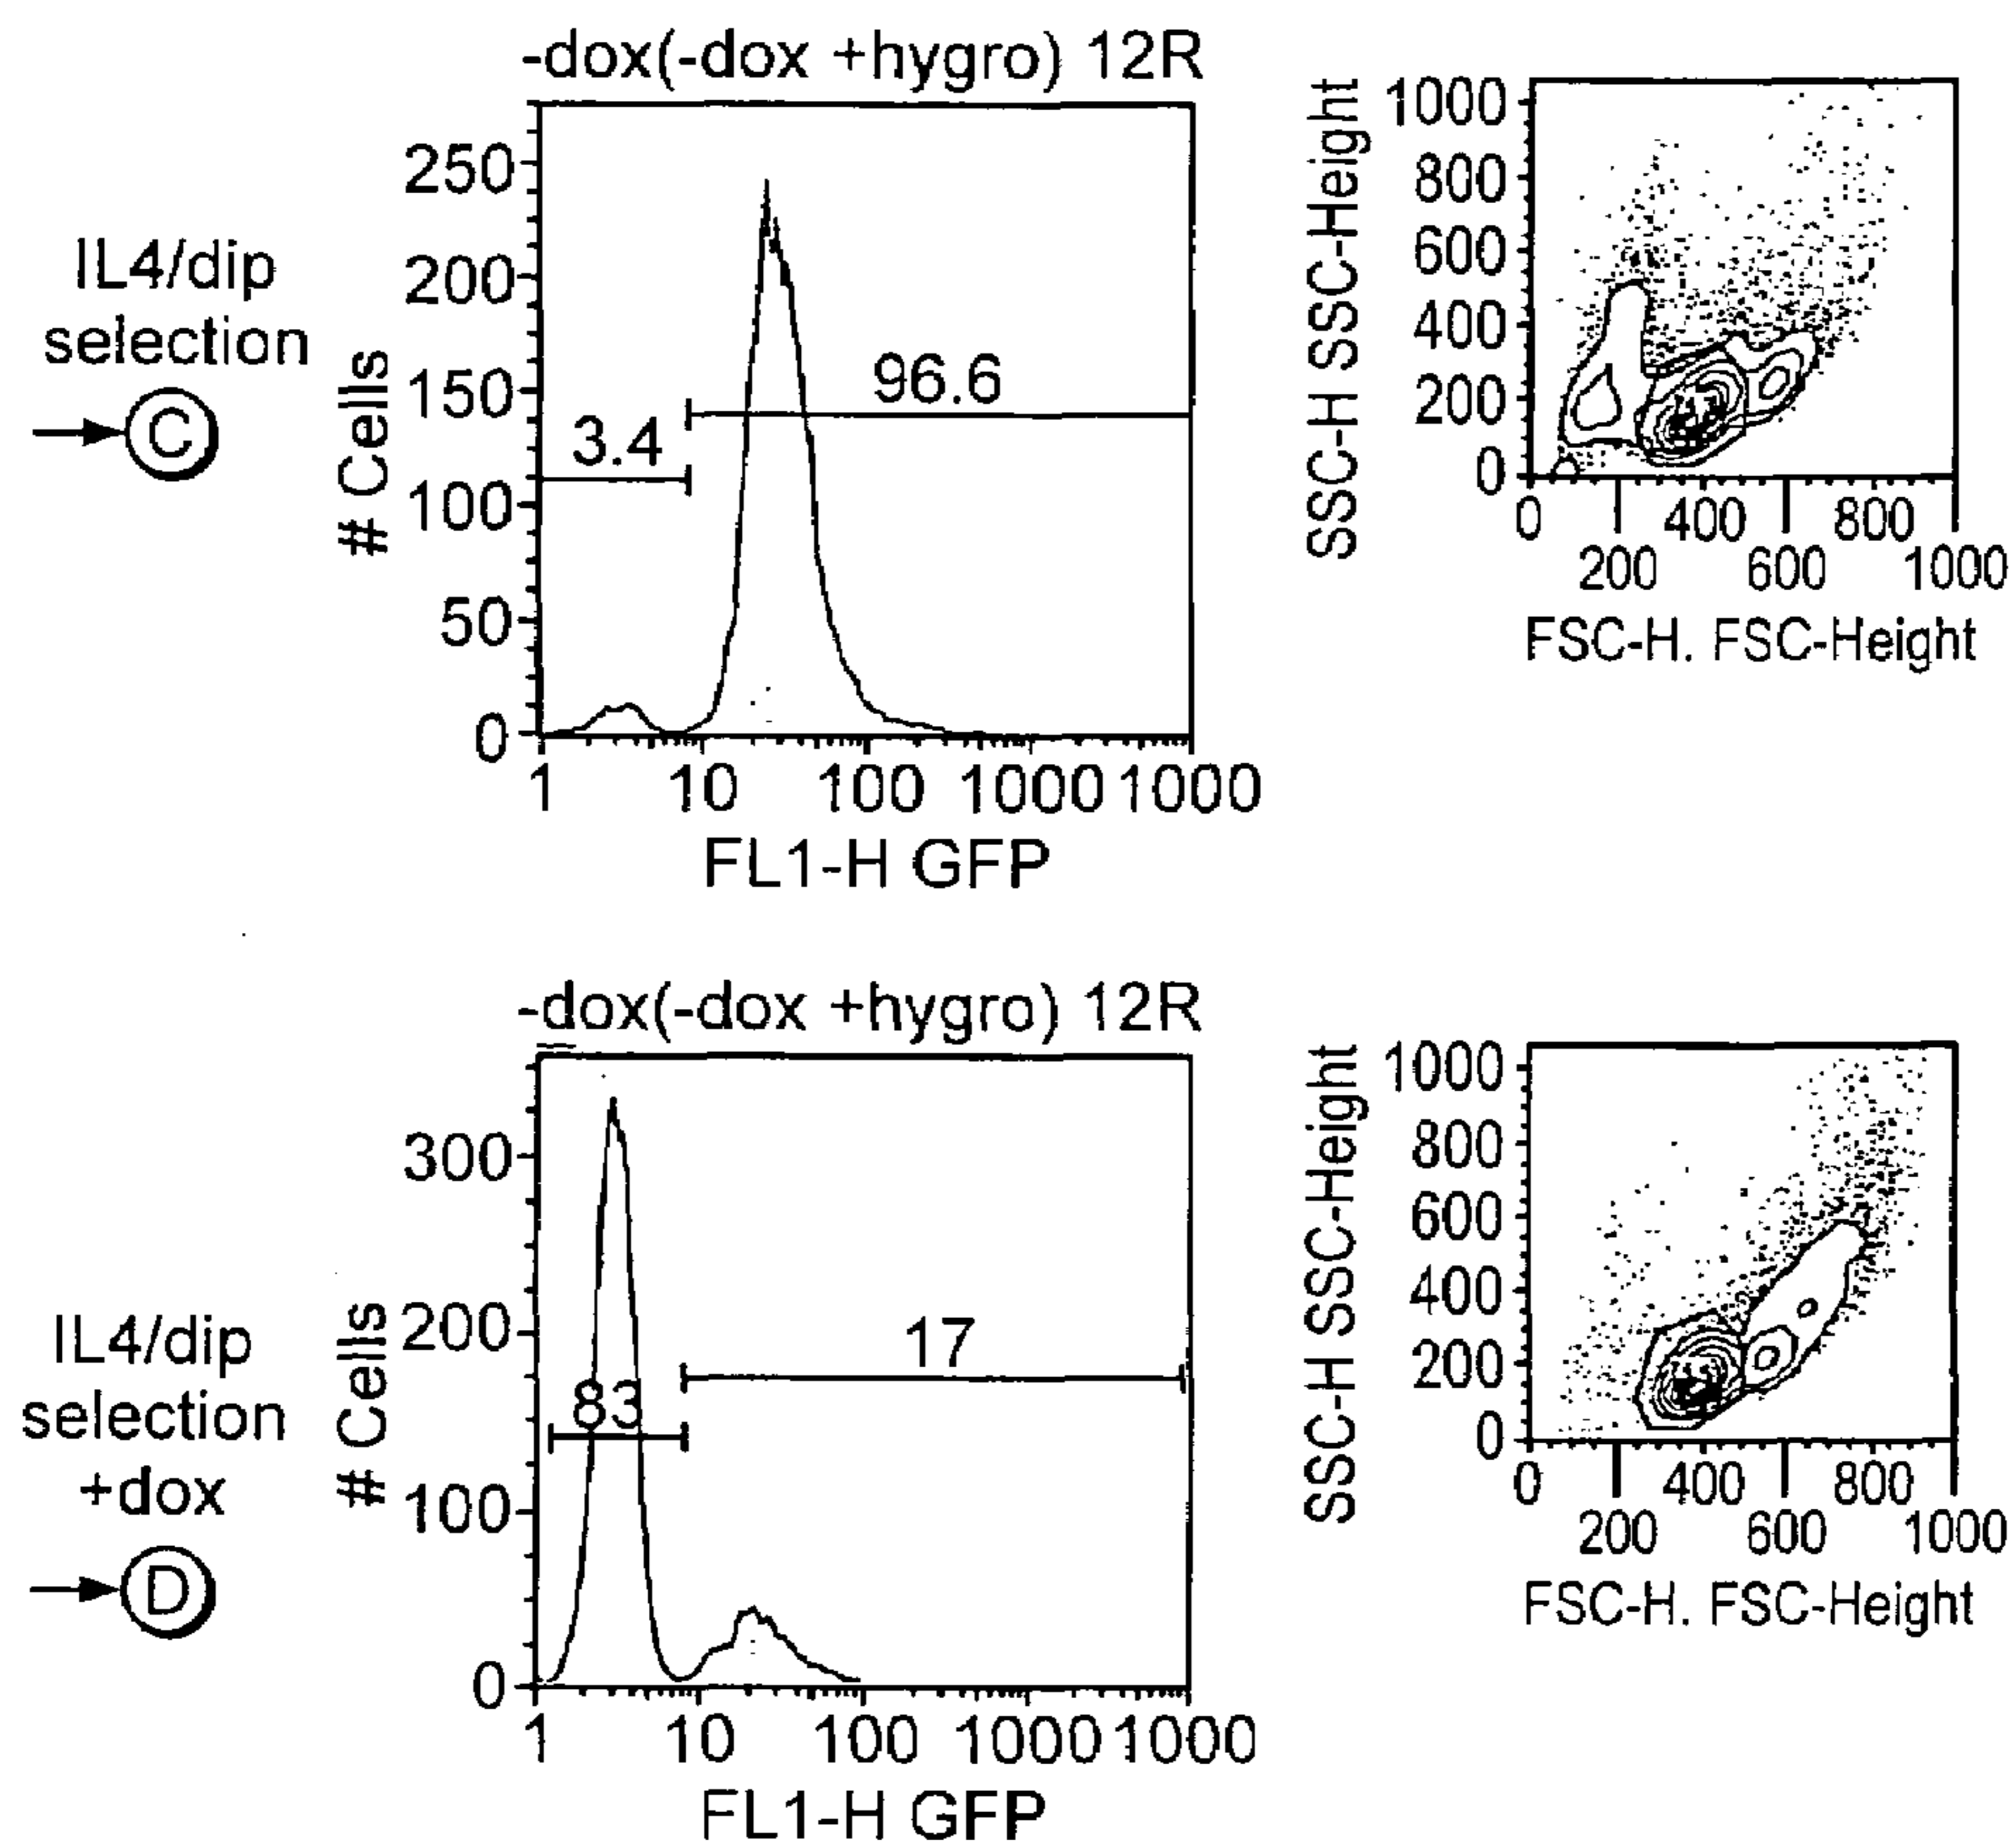 -dox(-dox +hygro) 12R
IL4/dip
selection
C
# Cells
250
200
150
100
50
0
3.4
96.6
1 10 100 1000 1000
FL1-H GFP
SSC-H SSC-Height
1000
800
600
400
200
0
0 400 800
200 600 1000
FSC-H. FSC-Height
-dox(-dox +hygro) 12R
IL4/dip
selection
+dox
D
# Cells
300
200
100
0
83
17
1 10 100 1000 1000
FL1-H GFP
SSC-H SSC-Height
1000
800
600
400
200
0
0 400 800
200 600 1000
FSC-H. FSC-Height